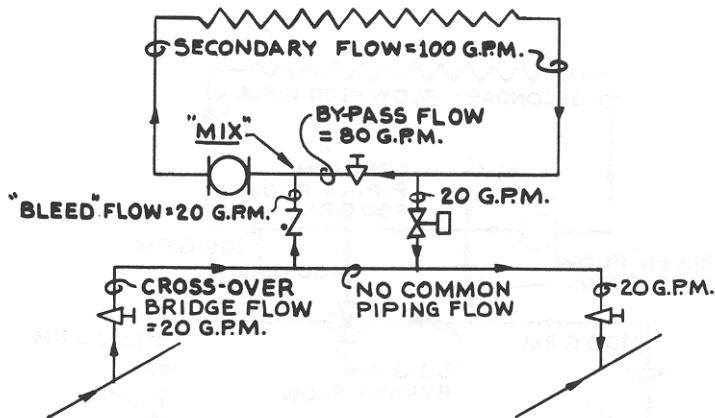 SECONDARY FLOW=100 G.P.M.
BY-PASS FLOW
= 80 G.P.M.
"MIX"
20 G.P.M.
"BLEED" FLOW=20 G.P.M.
CROSS-OVER
BRIDGE FLOW
=20 G.P.M.
NO COMMON
PIPING FLOW
20 G.P.M.